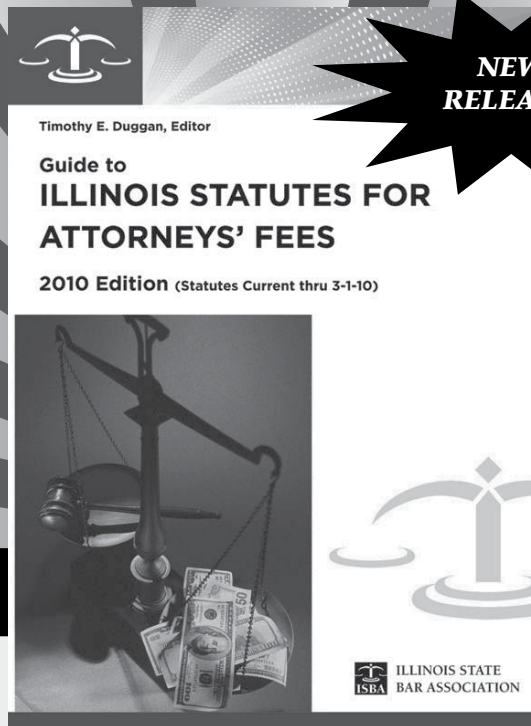 NEW
RELEA
Timothy E. Duggan, Editor
Guide to
ILLINOIS STATUTES FOR
ATTORNEYS’ FEES
2010 Edition (Statutes Current thru 3-1-10)
50
ISBA
ILLINOIS STATE
BAR ASSOCIATION